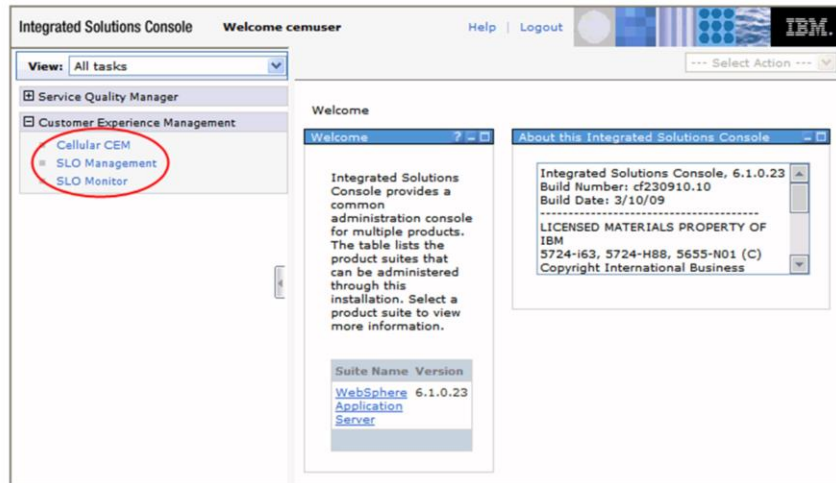 Integrated Solutions Console Welcome cemuser Help | Logout IBM.
View: All tasks --- Select Action ---
Service Quality Manager
Customer Experience Management
Cellular CEM
SLO Management
SLO Monitor
Welcome
Welcome ? - 
Integrated Solutions
Console provides a
common
administration console
for multiple products.
The table lists the
product suites that
can be administered
through this
installation. Select a
product suite to view
more information.
Suite Name Version
WebSphere 6.1.0.23
Application
Server
About this Integrated Solutions Console
Integrated Solutions Console, 6.1.0.23
Build Number: cf230910.10
Build Date: 3/10/09
----------------------------------------
LICENSED MATERIALS PROPERTY OF
IBM
5724-i63, 5724-H88, 5655-N01 (C)
Copyright International Business